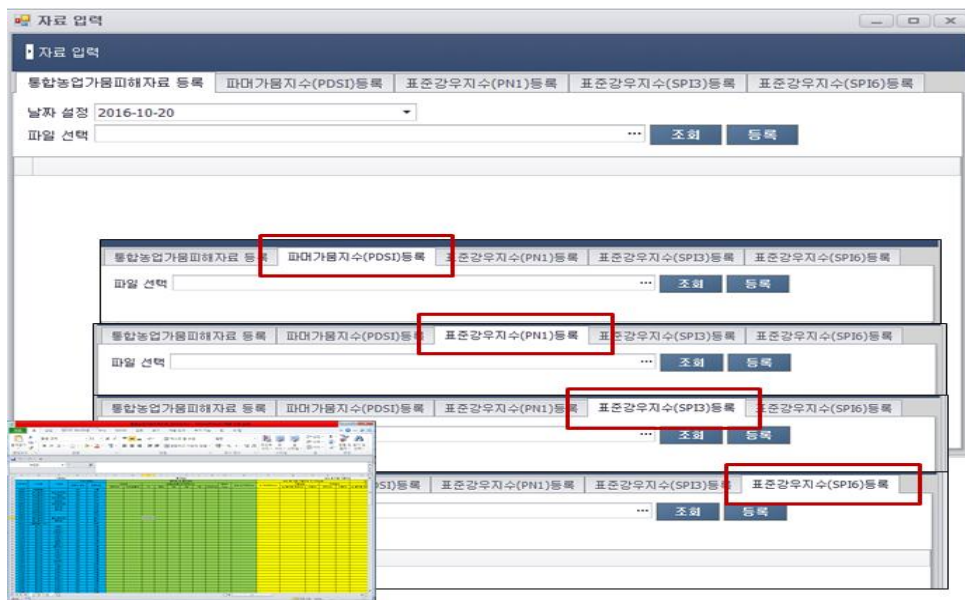 자료 입력
자료 입력
통합농업가뭄피해자료 등록 파머가뭄지수(PDSI)등록 표준강우지수(PN1)등록 표준강우지수(SPI3)등록 표준강우지수(SPI6)등록
날짜 설정 2016-10-20
파일 선택 ... 조회 등록
통합농업가뭄피해자료 등록 파머가뭄지수(PDSI)등록 표준강우지수(PN1)등록 표준강우지수(SPI3)등록 표준강우지수(SPI6)등록
파일 선택 ... 조회 등록
통합농업가뭄피해자료 등록 파머가뭄지수(PDSI)등록 표준강우지수(PN1)등록 표준강우지수(SPI3)등록 표준강우지수(SPI6)등록
파일 선택 ... 조회 등록
통합농업가뭄피해자료 등록 파머가뭄지수(PDSI)등록 표준강우지수(PN1)등록 표준강우지수(SPI3)등록 표준강우지수(SPI6)등록
... 조회 등록
DSI)등록 표준강우지수(PN1)등록 표준강우지수(SPI3)등록 표준강우지수(SPI6)등록
... 조회 등록